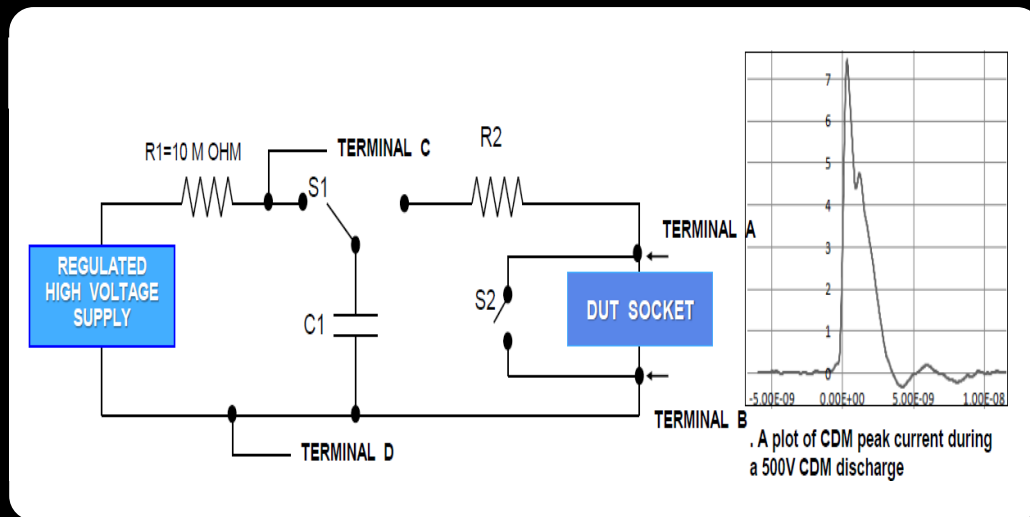 R1=10 M OHM
TERMINAL C
R2
S1
TERMINAL A
REGULATED
HIGH VOLTAGE
SUPPLY
C1
S2
DUT SOCKET
TERMINAL B
TERMINAL D
7
6
5
4
3
2
1
0
-5.00E-09 0.00E+00 5.00E-09 1.00E-08
. A plot of CDM peak current during
a 500V CDM discharge